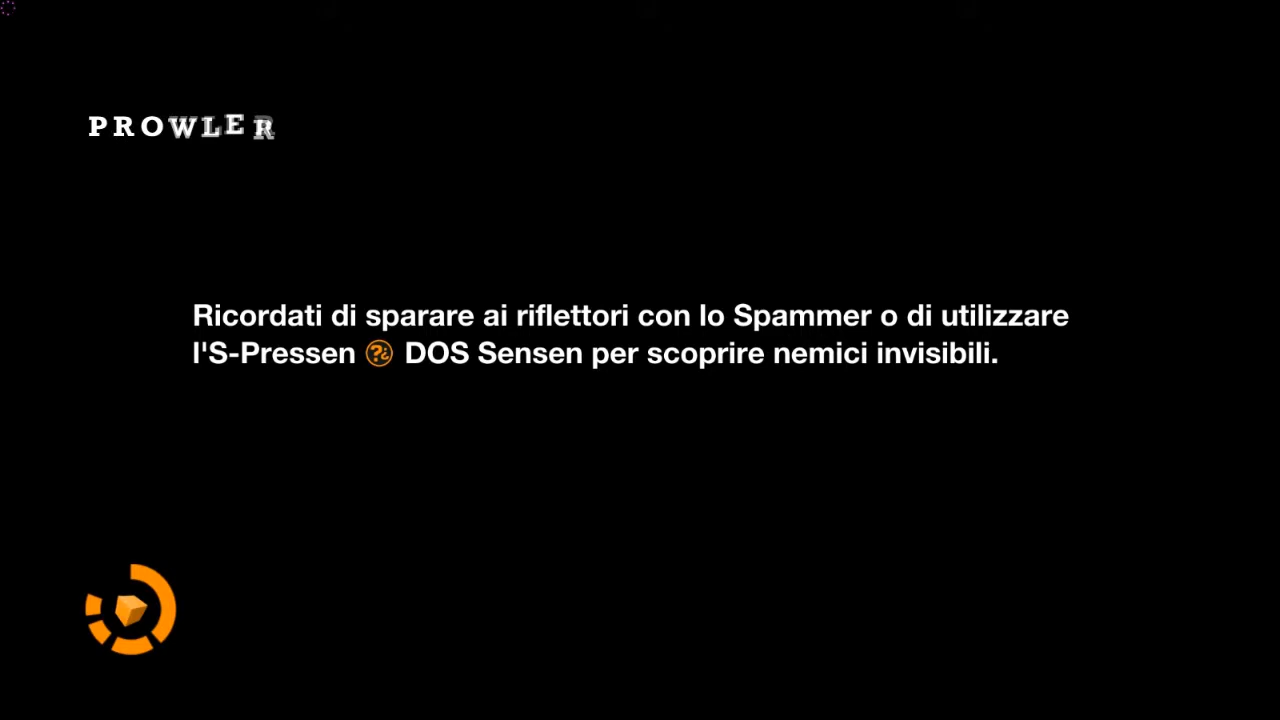 PROWLER
Ricordati di sparare ai riflettori con lo Spammer o di utilizzare
l'S-Pressen DOS Sensen per scoprire nemici invisibili.